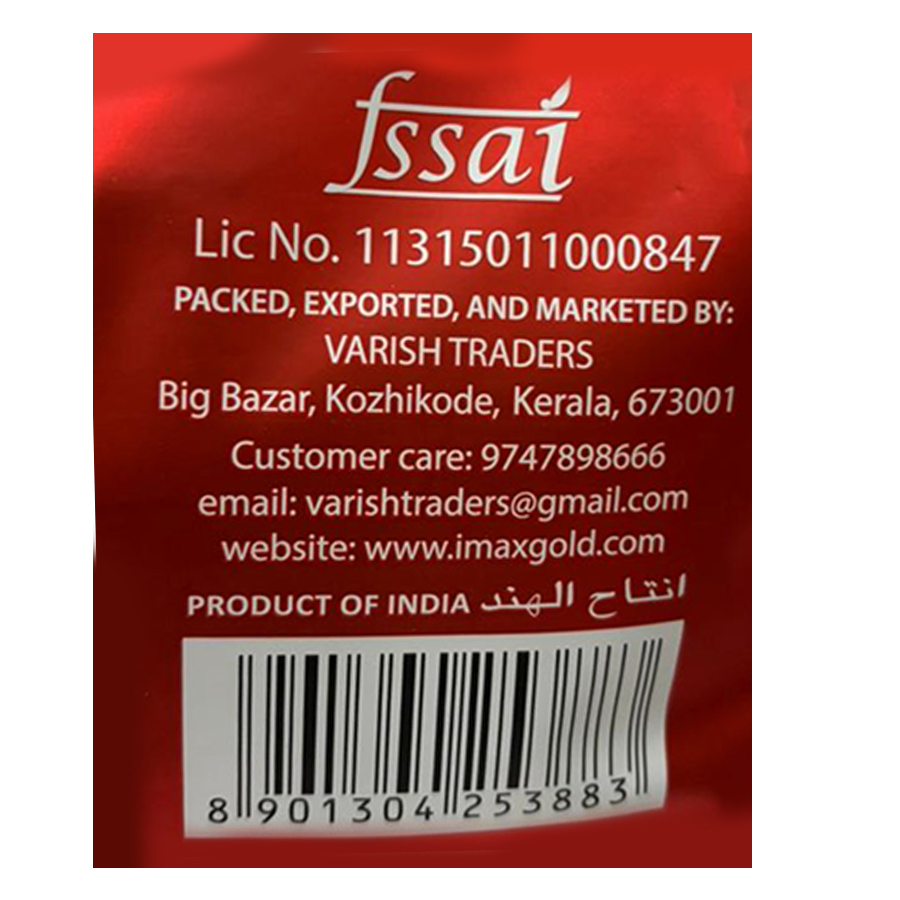 fssai
Lic No. 11315011000847
PACKED, EXPORTED, AND MARKETED BY:
VARISH TRADERS
Big Bazar, Kozhikode, Kerala, 673001
Customer care: 9747898666
email: varishtraders@gmail.com
website: www.imaxgold.com
PRODUCT OF INDIA انتاح الهند
8 901304 253883